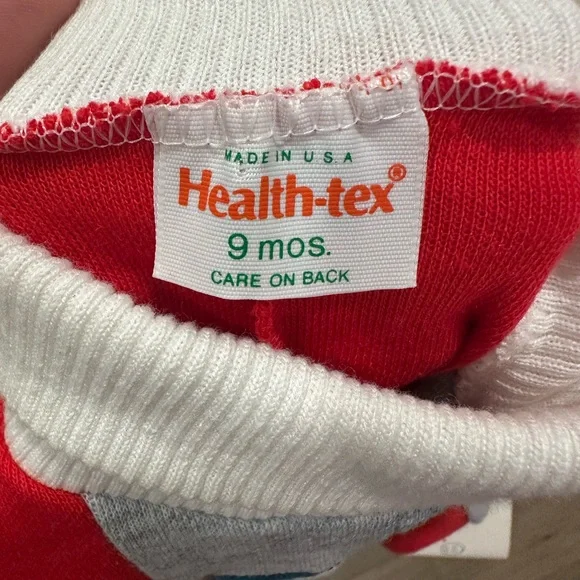 MADE IN U.S.A
Health-tex®
9 mos.
CARE ON BACK